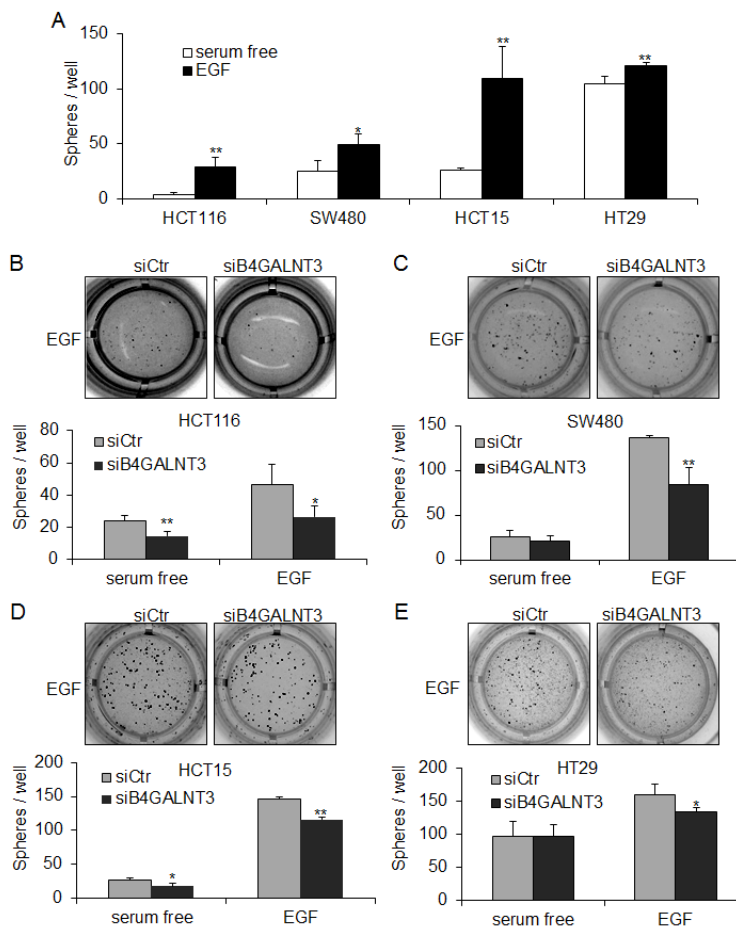 A
150
100
50
0
Spheres / well
serum free
EGF
**
*
**
**
HCT116 SW480 HCT15 HT29
B
siCtr siB4GALNT3
EGF
HCT116
80
60
40
20
0
Spheres / well
siCtr
siB4GALNT3
**
*
serum free EGF
C
siCtr siB4GALNT3
EGF
SW480
150
100
50
0
Spheres / well
siCtr
siB4GALNT3
**
serum free EGF
D
siCtr siB4GALNT3
EGF
HCT15
200
150
100
50
0
Spheres / well
siCtr
siB4GALNT3
*
**
serum free EGF
E
siCtr siB4GALNT3
EGF
HT29
200
150
100
50
0
Spheres / well
siCtr
siB4GALNT3
*
serum free EGF